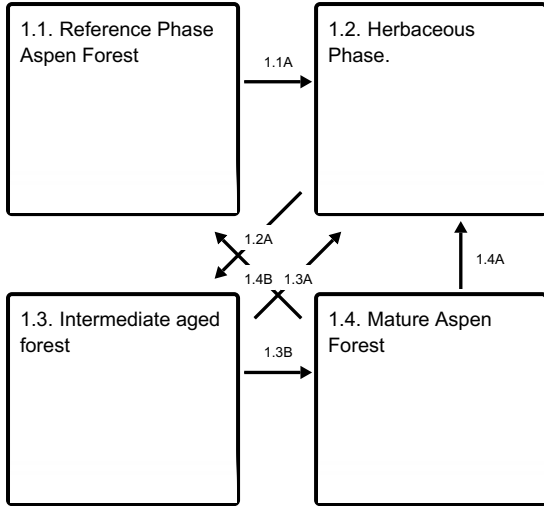 1.1. Reference Phase
Aspen Forest
1.1A
1.2. Herbaceous
Phase.
1.2A
1.4B
1.3A
1.4A
1.3. Intermediate aged
forest
1.3B
1.4. Mature Aspen
Forest